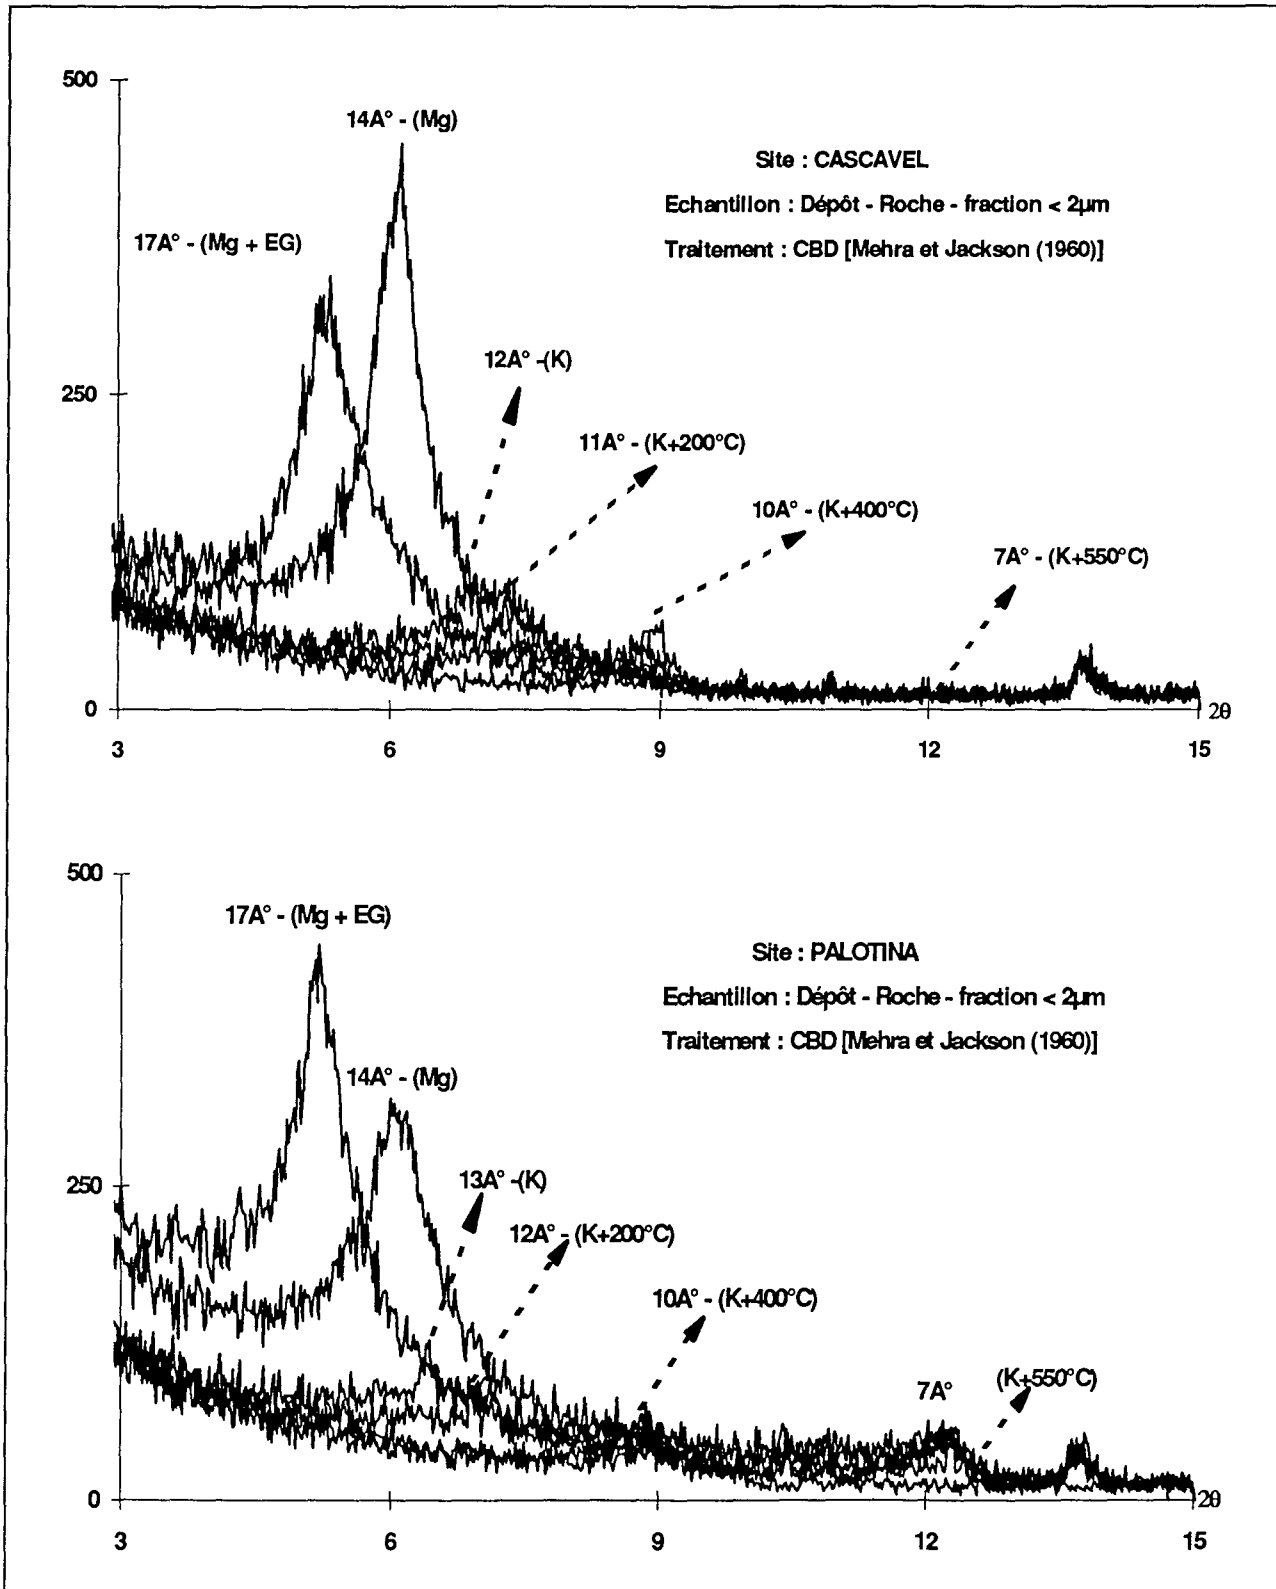 500
14A° - (Mg)
Site : CASCAVEL
Echantillon : Dépôt - Roche - fraction < 2µm
17A° - (Mg + EG)
Traitement : CBD [Mehra et Jackson (1960)]
12A° -(K)
250
11A° - (K+200°C)
10A° - (K+400°C)
7A° - (K+550°C)
0
2θ
3 6 9 12 15
500
17A° - (Mg + EG)
Site : PALOTINA
Echantillon : Dépôt - Roche - fraction < 2µm
Traitement : CBD [Mehra et Jackson (1960)]
14A° - (Mg)
250
13A° -(K)
12A° - (K+200°C)
10A° - (K+400°C)
7A° (K+550°C)
0
2θ
3 6 9 12 15